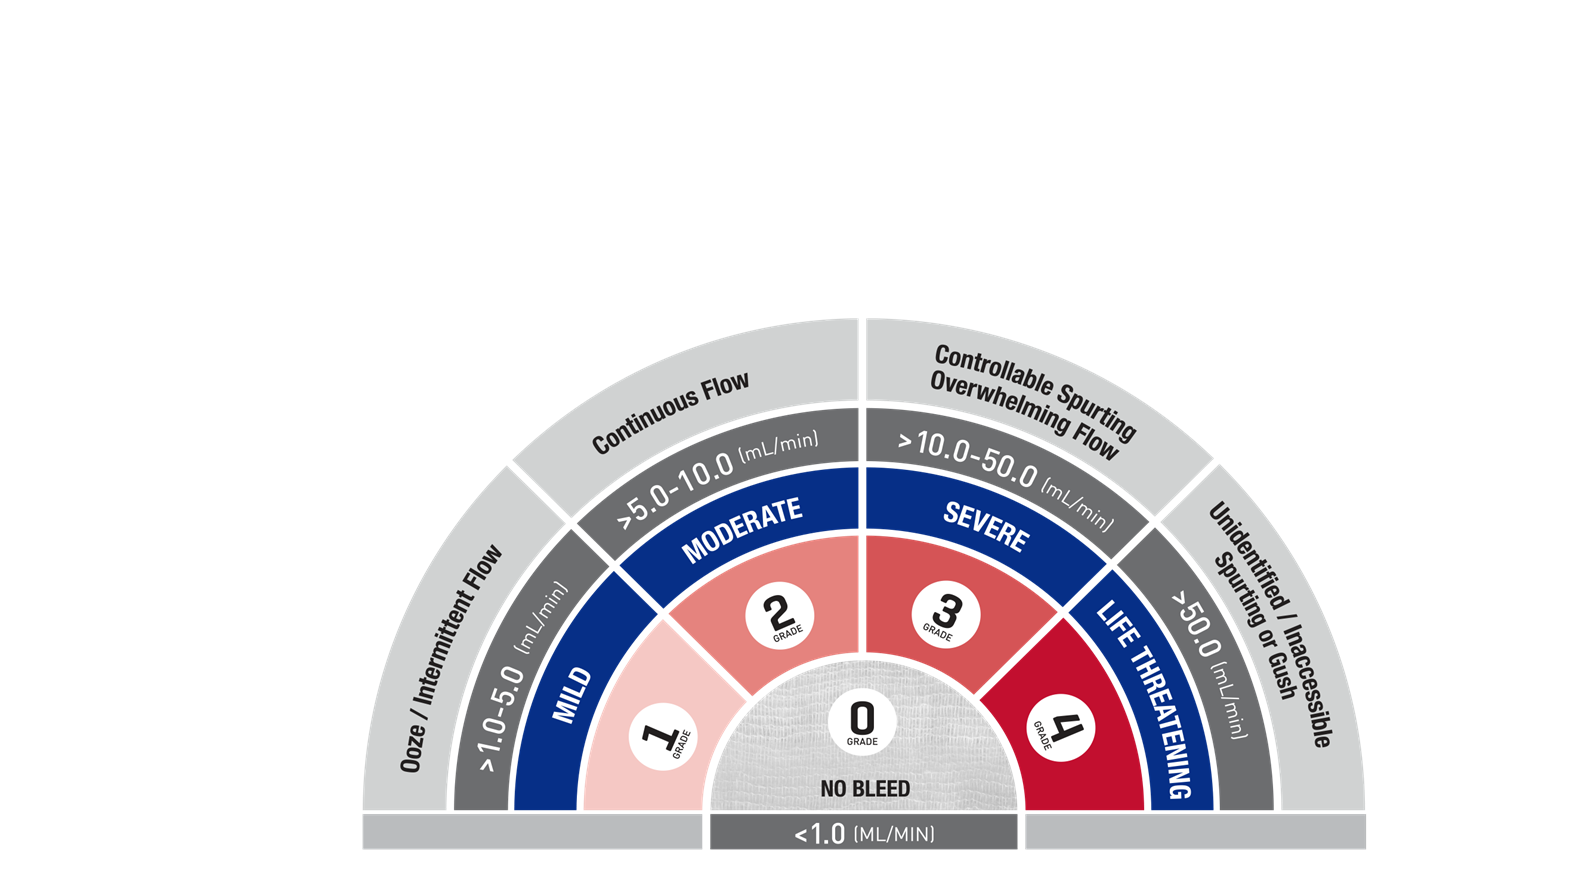 Ooze / Intermittent Flow
>1.0-5.0 (mL/min)
MILD
1
GRADE
Continuous Flow
>5.0-10.0 (mL/min)
MODERATE
2
GRADE
Controllable Spurting
Overwhelming Flow
>10.0-50.0 (mL/min)
SEVERE
3
GRADE
Unidentified / Inaccessible
Spurting or Gush
>50.0 (mL/min)
LIFE THREATENING
4
GRADE
0
GRADE
NO BLEED
<1.0 (ML/MIN)